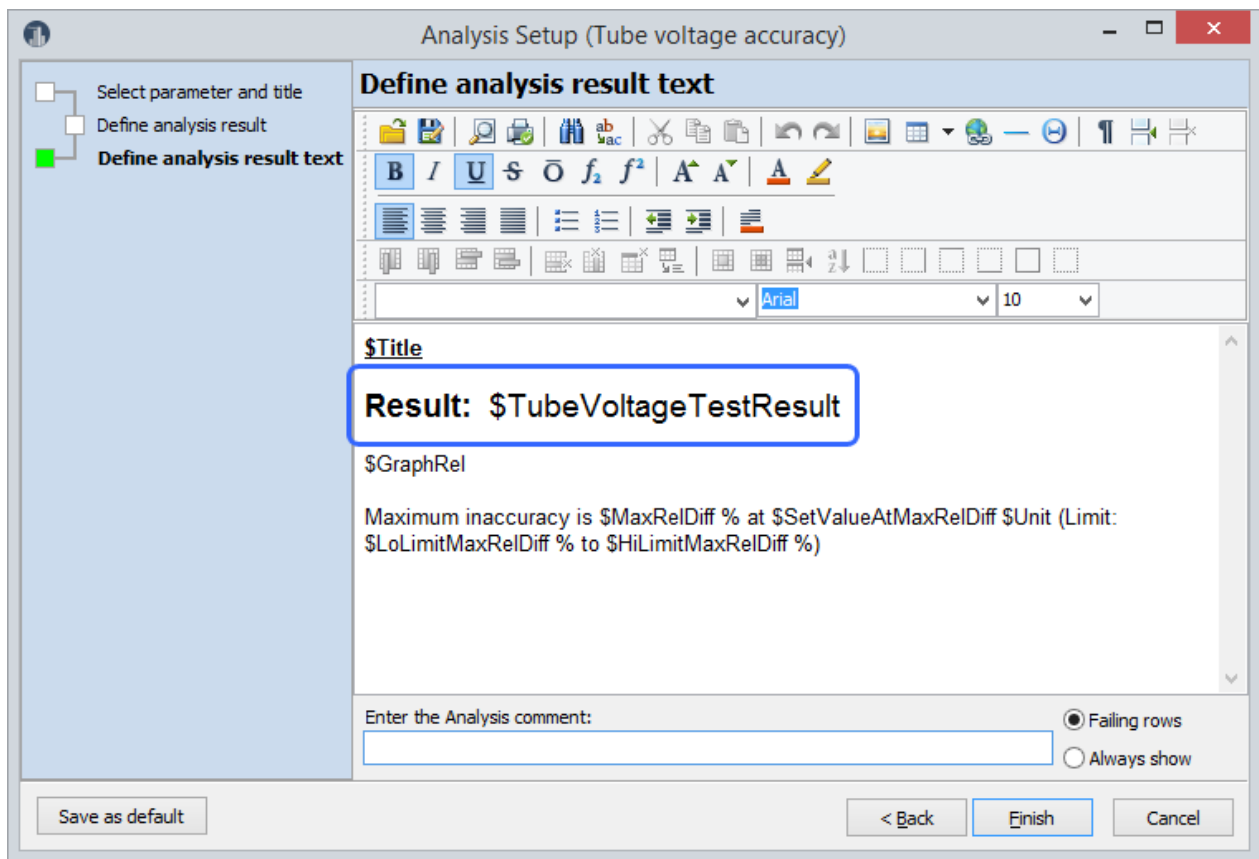 Analysis Setup (Tube voltage accuracy)
Select parameter and title
Define analysis result
Define analysis result text
Define analysis result text
Arial
10
$Title
Result: $TubeVoltageTestResult
$GraphRel
Maximum inaccuracy is $MaxRelDiff % at $SetValueAtMaxRelDiff $Unit (Limit:
$LoLimitMaxRelDiff % to $HiLimitMaxRelDiff %)
Enter the Analysis comment:
Failing rows
Always show
Save as default
< Back
Finish
Cancel